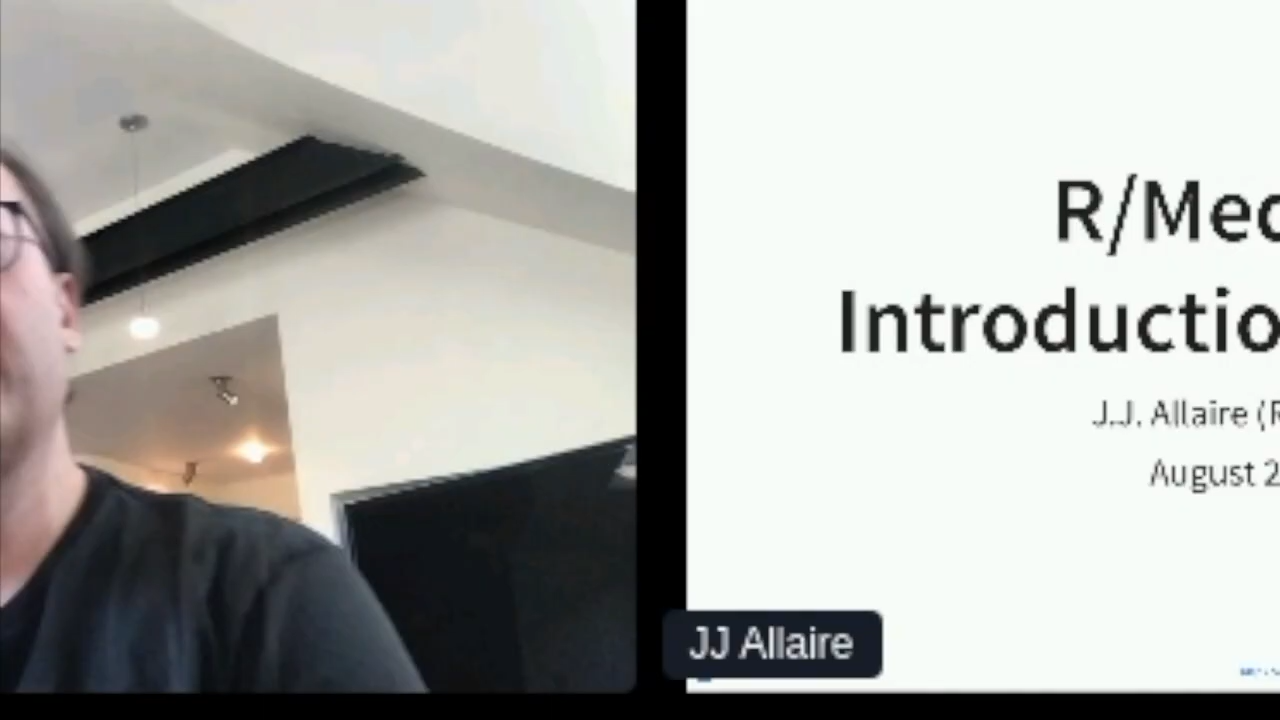 R/Med
Introductio
J.J. Allaire (R
August 2
JJ Allaire